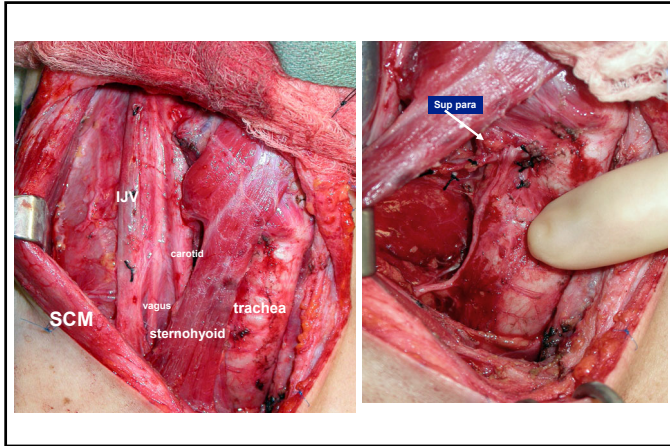 IJV
carotid
vagus
SCM
sternohyoid
trachea
Sup para